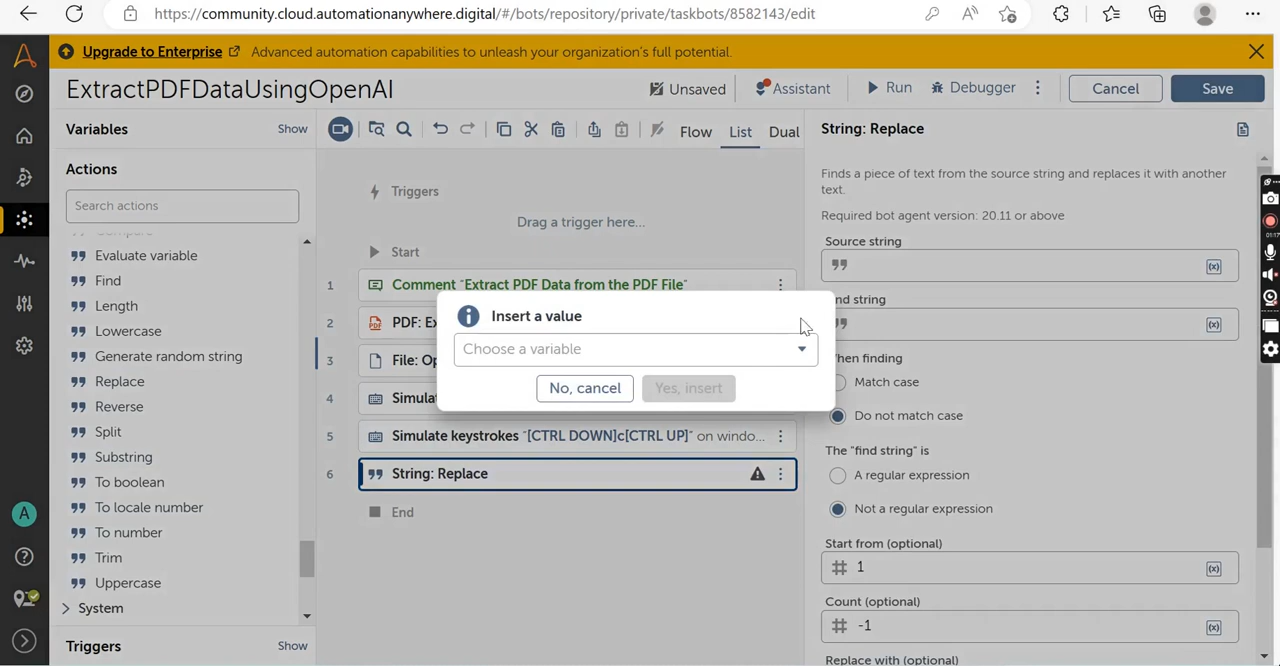 https://community.cloud.automationanywhere.digital/#/bots/repository/private/taskbots/8582143/edit
Upgrade to Enterprise Advanced automation capabilities to unleash your organization's full potential.
ExtractPDFDataUsingOpenAI
Unsaved
Assistant
Run
Debugger
Cancel
Save
Variables
Show
Flow
List
Dual
String: Replace
Actions
Search actions
Evaluate variable
Find
Length
Lowercase
Generate random string
Replace
Reverse
Split
Substring
To boolean
To locale number
To number
Trim
Uppercase
System
Triggers
Show
Triggers
Drag a trigger here...
Start
1 Comment "Extract PDF Data from the PDF File"
2 PDF: Ex
3 File: Op
4 Simula
5 Simulate keystrokes "[CTRL DOWN]c[CTRL UP]" on windo...
6 String: Replace
End
Insert a value
Choose a variable
No, cancel
Yes, insert
Finds a piece of text from the source string and replaces it with another
text.
Required bot agent version: 20.11 or above
Source string
nd string
hen finding
Match case
Do not match case
The "find string" is
A regular expression
Not a regular expression
Start from (optional)
1
Count (optional)
-1
Replace with (optional)
(x)
(x)
(x)
(x)
A